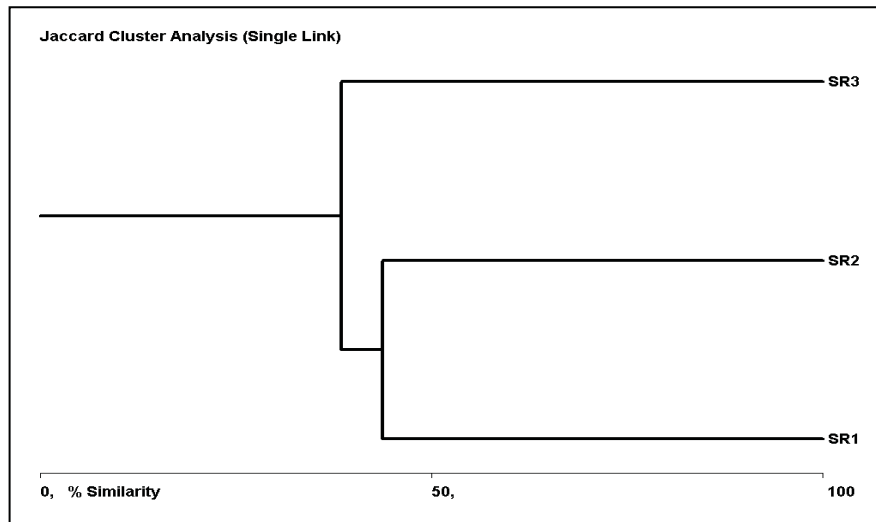 Jaccard Cluster Analysis (Single Link)
SR3
SR2
SR1
0, % Similarity 50, 100